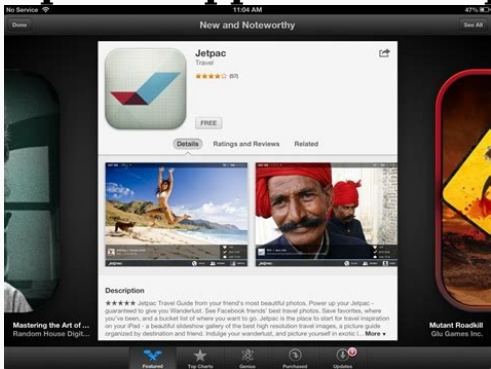 No Service 11:04 AM 47%
Done New and Noteworthy See All
Jetpac
Travel
(57)
FREE
Details Ratings and Reviews Related
Jetpac
Jetpac
Description
★★★★★ Jetpac Travel Guide from your friend's most beautiful photos. Power up your Jetpac -
guaranteed to give you Wanderlust. See Facebook friends' best travel photos. Save favorites, where
you've been, and a bucket list of where you want to go. Jetpac is the place to start for travel inspiration
on your iPad - a beautiful slideshow gallery of the best high resolution travel images, a picture guide
organized by destination and friend. Indulge your wanderlust, and picture yourself in exotic l... More
Mastering the Art of ...
Random House Digit...
Mutant Roadkill
Glu Games Inc.
Featured Top Charts Genius Purchased Updates